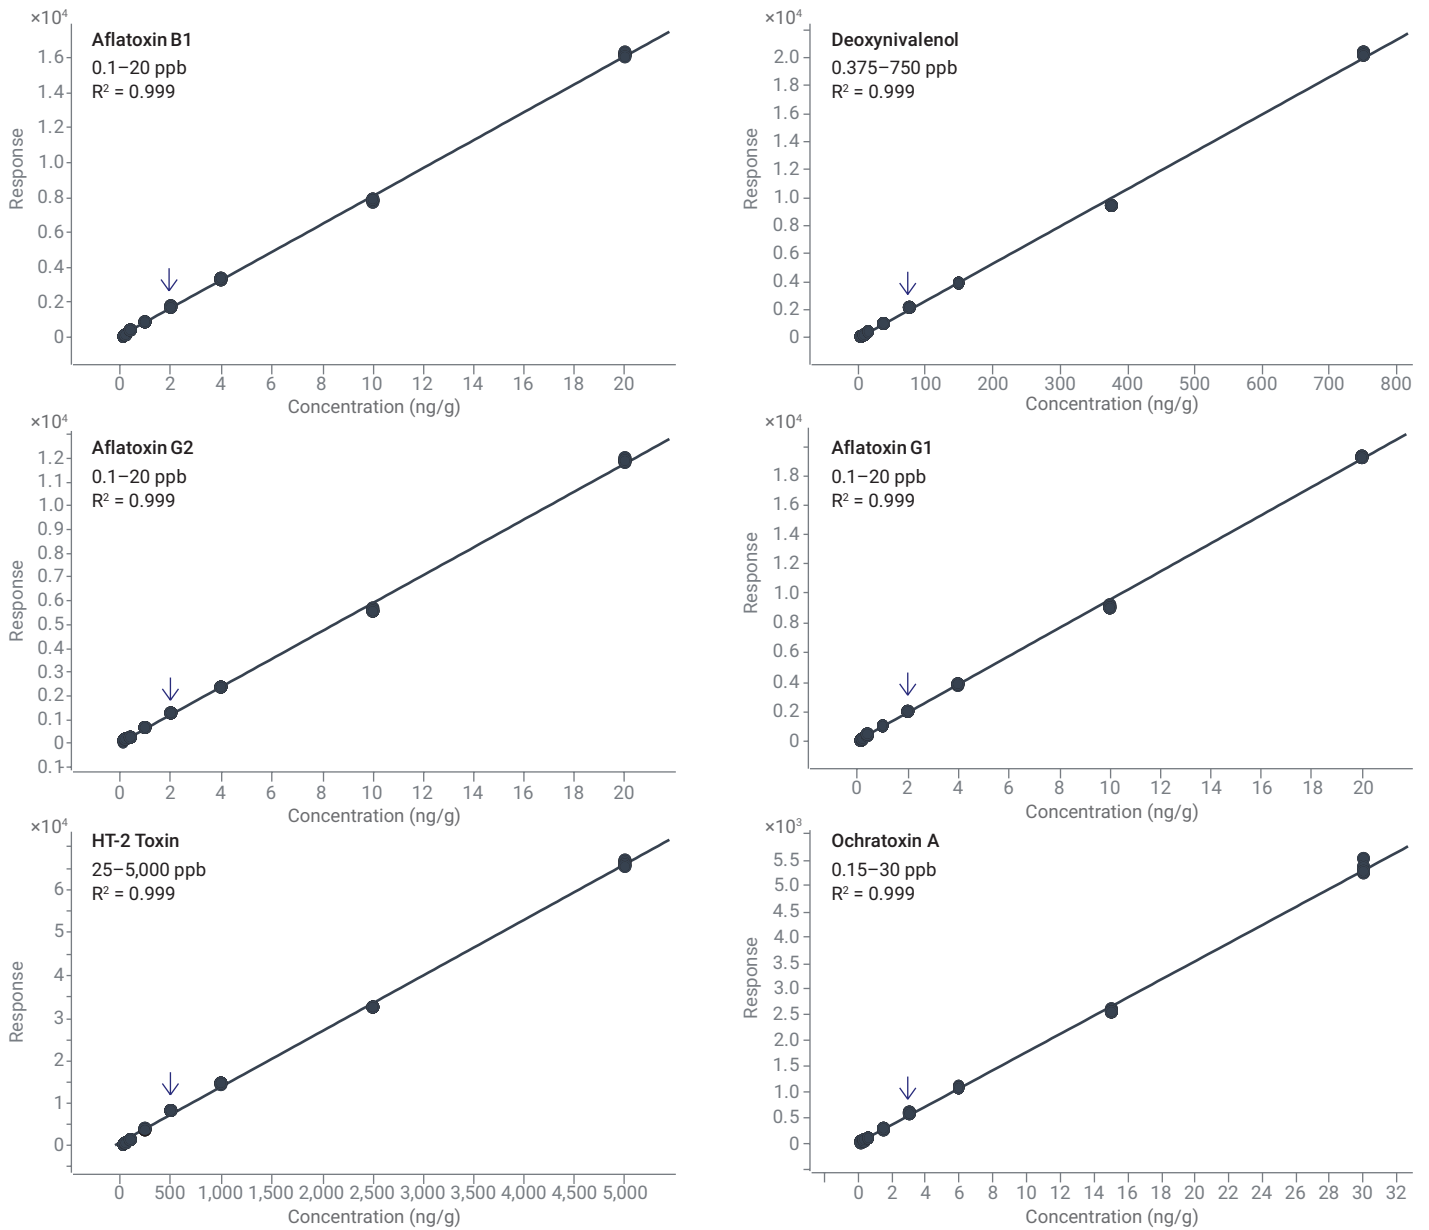 ×10⁴
Aflatoxin B1
0.1–20 ppb
R² = 0.999
1.6
1.4
1.2
1.0
0.8
0.6
0.4
0.2
0
Response
0 2 4 6 8 10 12 14 16 18 20
Concentration (ng/g)
×10⁴
Deoxynivalenol
0.375–750 ppb
R² = 0.999
2.0
1.8
1.6
1.4
1.2
1.0
0.8
0.6
0.4
0.2
0
Response
0 100 200 300 400 500 600 700 800
Concentration (ng/g)
×10⁴
Aflatoxin G2
0.1–20 ppb
R² = 0.999
1.2
1.1
1.0
0.9
0.8
0.7
0.6
0.5
0.4
0.3
0.2
0.1
0
0.1
Response
0 2 4 6 8 10 12 14 16 18 20
Concentration (ng/g)
×10⁴
Aflatoxin G1
0.1–20 ppb
R² = 0.999
1.8
1.6
1.4
1.2
1.0
0.8
0.6
0.4
0.2
0
Response
0 2 4 6 8 10 12 14 16 18 20
Concentration (ng/g)
×10⁴
HT-2 Toxin
25–5,000 ppb
R² = 0.999
6
5
4
3
2
1
0
Response
0 500 1,000 1,500 2,000 2,500 3,000 3,500 4,000 4,500 5,000
Concentration (ng/g)
×10³
Ochratoxin A
0.15–30 ppb
R² = 0.999
5.5
5.0
4.5
4.0
3.5
3.0
2.5
2.0
1.5
1.0
0.5
0
Response
0 2 4 6 8 10 12 14 16 18 20 22 24 26 28 30 32
Concentration (ng/g)